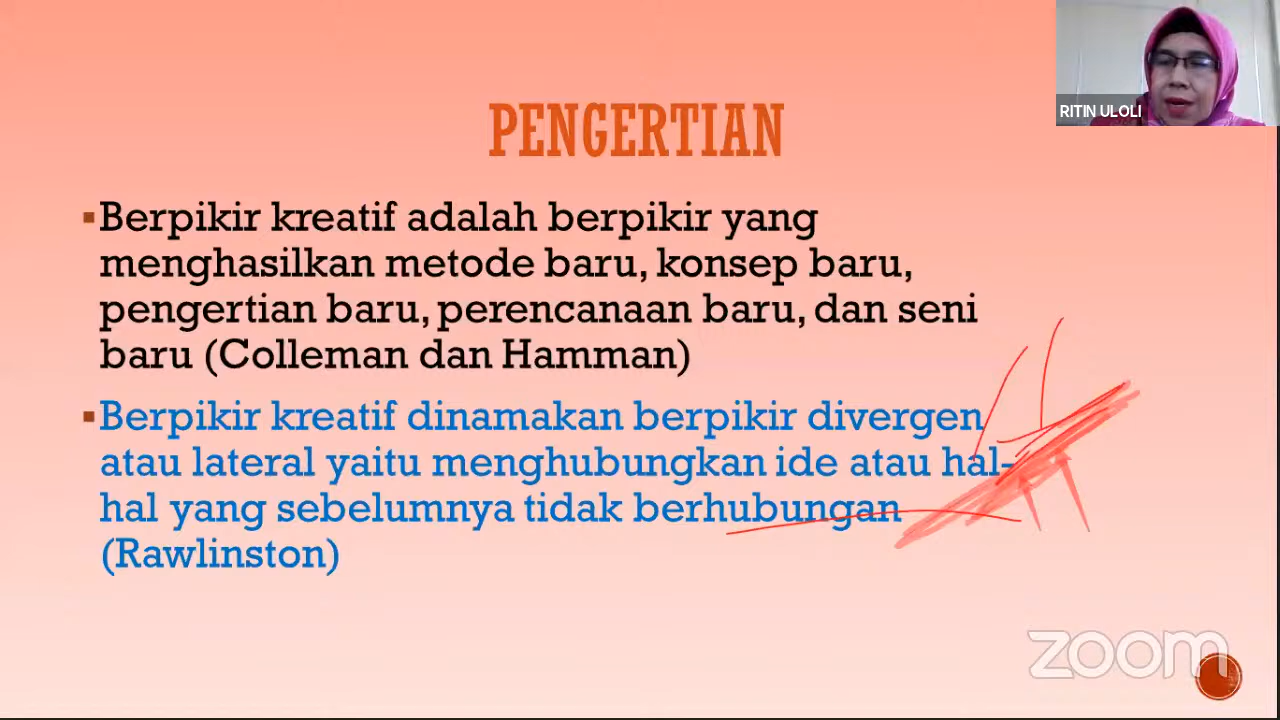 RITIN ULOLI
PENGERTIAN
▪Berpikir kreatif adalah berpikir yang
menghasilkan metode baru, konsep baru,
pengertian baru, perencanaan baru, dan seni
baru (Colleman dan Hamman)
▪Berpikir kreatif dinamakan berpikir divergen
atau lateral yaitu menghubungkan ide atau hal-
hal yang sebelumnya tidak berhubungan
(Rawlinston)
zoom